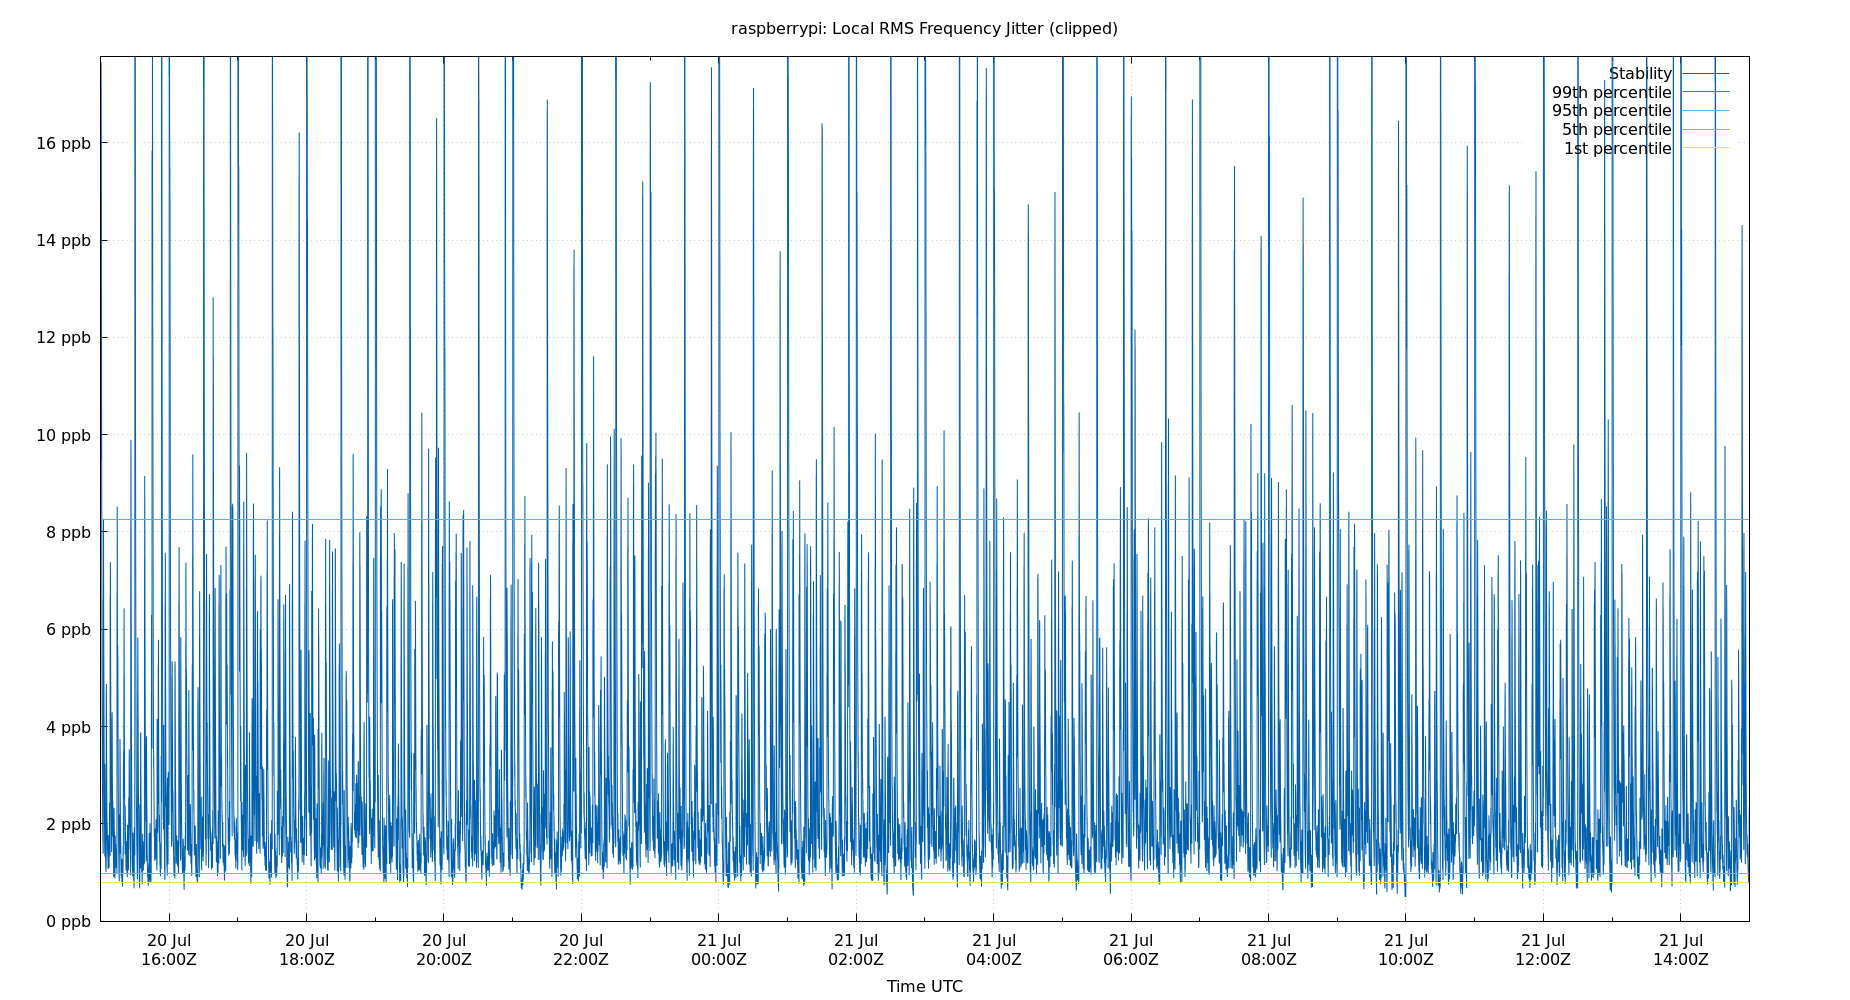 raspberrypi: Local RMS Frequency Jitter (clipped)
Stability
99th percentile
95th percentile
5th percentile
1st percentile
16 ppb
14 ppb
12 ppb
10 ppb
8 ppb
6 ppb
4 ppb
2 ppb
0 ppb
20 Jul 20 Jul 20 Jul 20 Jul 21 Jul 21 Jul 21 Jul 21 Jul 21 Jul 21 Jul 21 Jul 21 Jul
16:00Z 18:00Z 20:00Z 22:00Z 00:00Z 02:00Z 04:00Z 06:00Z 08:00Z 10:00Z 12:00Z 14:00Z
Time UTC